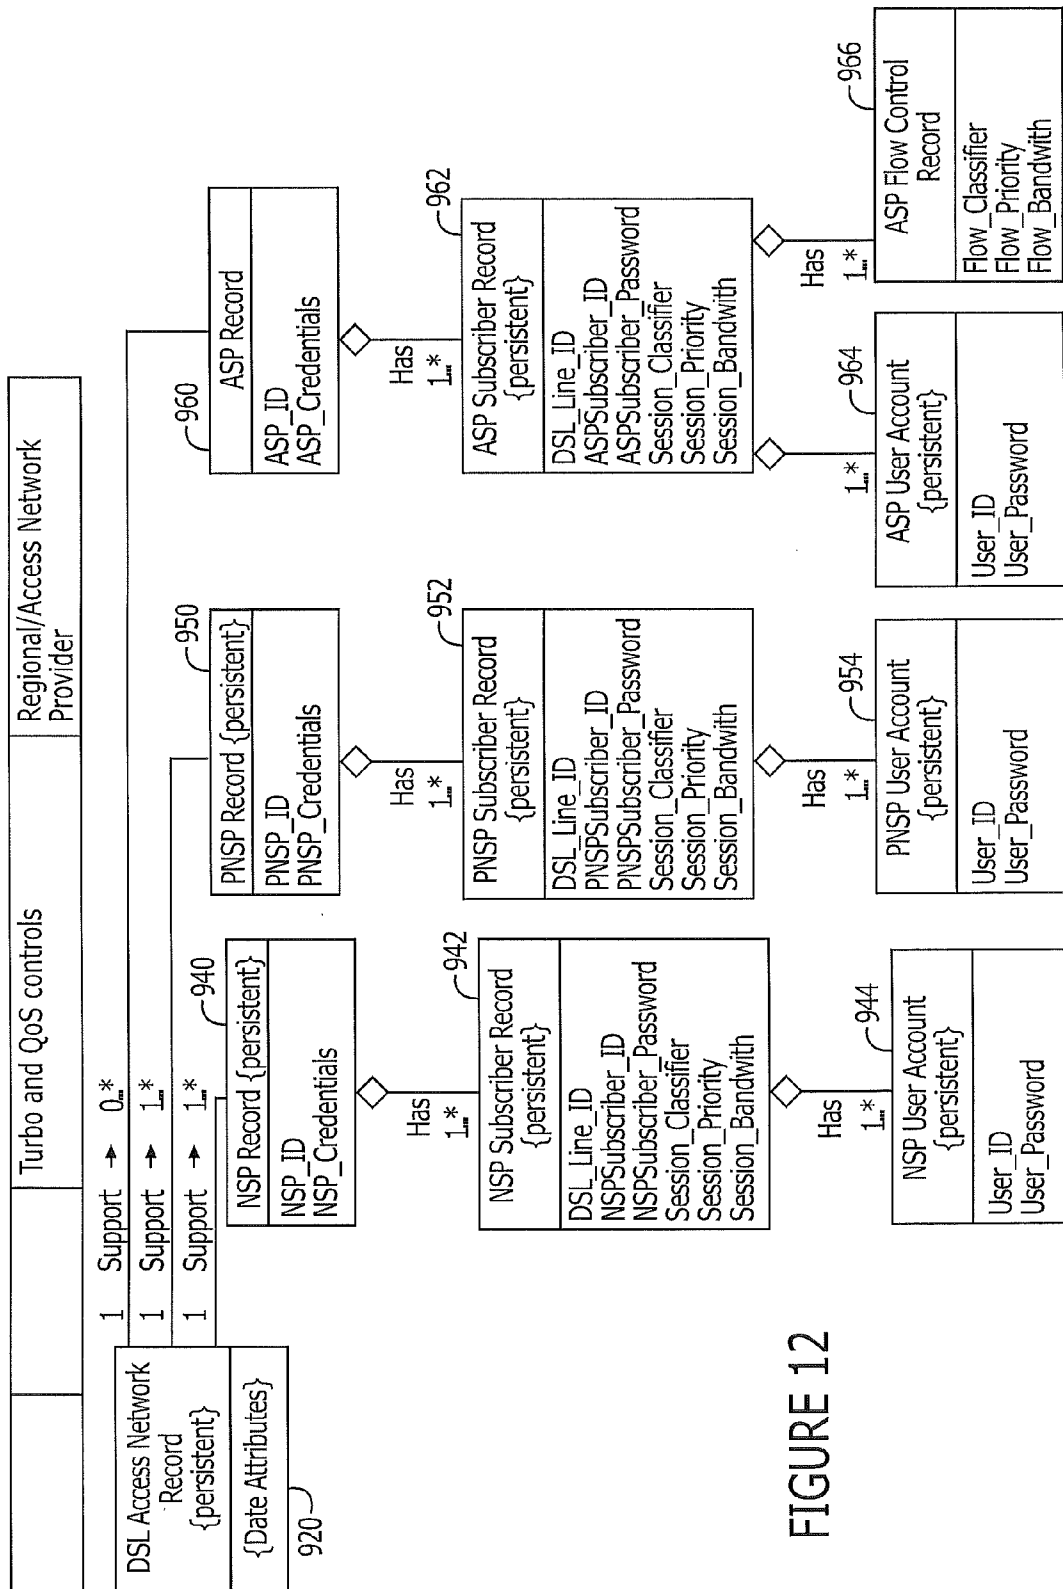 Turbo and QoS controls
Regional/Access Network
Provider
DSL Access Network
Record
{persistent}
{Date Attributes}
920
1 Support → 0..*
1 Support → 1..*
1 Support → 1..*
940
NSP Record {persistent}
NSP_ID
NSP_Credentials
Has
1..*
942
NSP Subscriber Record
{persistent}
DSL_Line_ID
NSPSubscriber_ID
NSPSubscriber_Password
Session_Classifier
Session_Priority
Session_Bandwith
Has
1..*
944
NSP User Account
{persistent}
User_ID
User_Password
950
PNSP Record {persistent}
PNSP_ID
PNSP_Credentials
Has
1..*
952
PNSP Subscriber Record
{persistent}
DSL_Line_ID
PNSPSubscriber_ID
PNSPSubscriber_Password
Session_Classifier
Session_Priority
Session_Bandwith
Has
1..*
954
PNSP User Account
{persistent}
User_ID
User_Password
960
ASP Record
ASP_ID
ASP_Credentials
Has
1..*
962
ASP Subscriber Record
{persistent}
DSL_Line_ID
ASPSubscriber_ID
ASPSubscriber_Password
Session_Classifier
Session_Priority
Session_Bandwith
1..*
964
ASP User Account
{persistent}
User_ID
User_Password
Has
1..*
966
ASP Flow Control
Record
Flow_Classifier
Flow_Priority
Flow_Bandwith
FIGURE 12